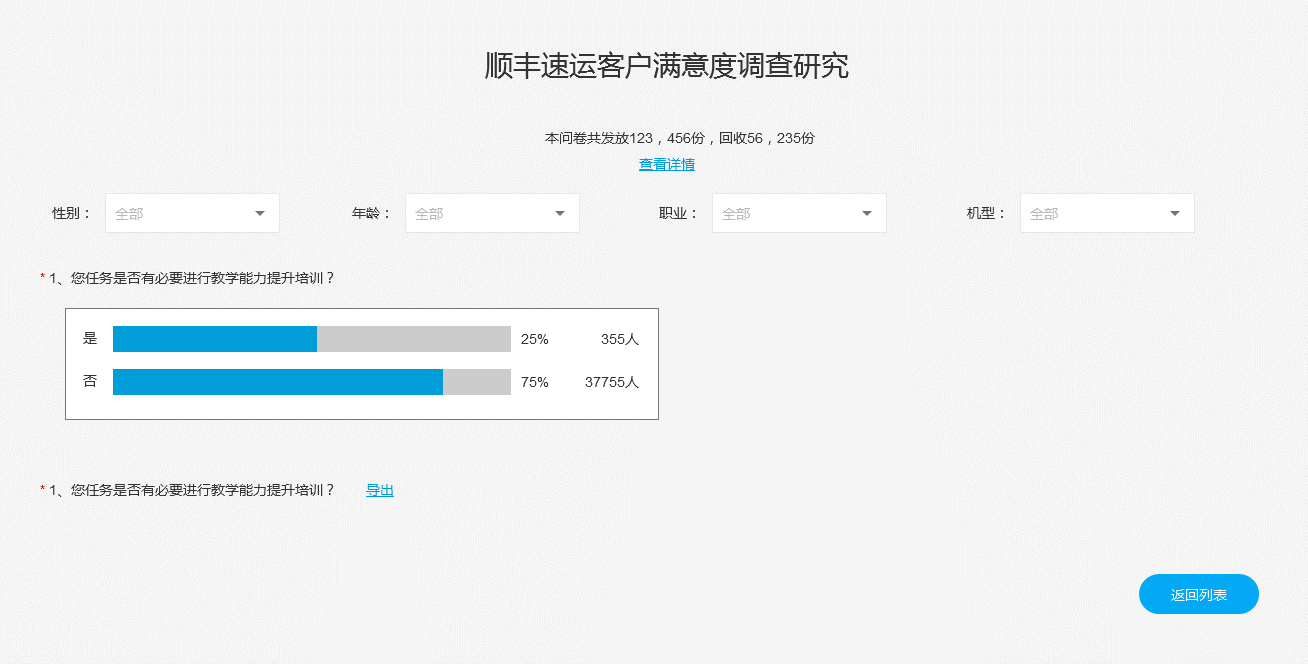 顺丰速运客户满意度调查研究
本问卷共发放123，456份，回收56，235份
查看详情
性别： 全部 年龄： 全部 职业： 全部 机型： 全部
* 1、您任务是否有必要进行教学能力提升培训？
是 25% 355人
否 75% 37755人
* 1、您任务是否有必要进行教学能力提升培训？ 导出
返回列表